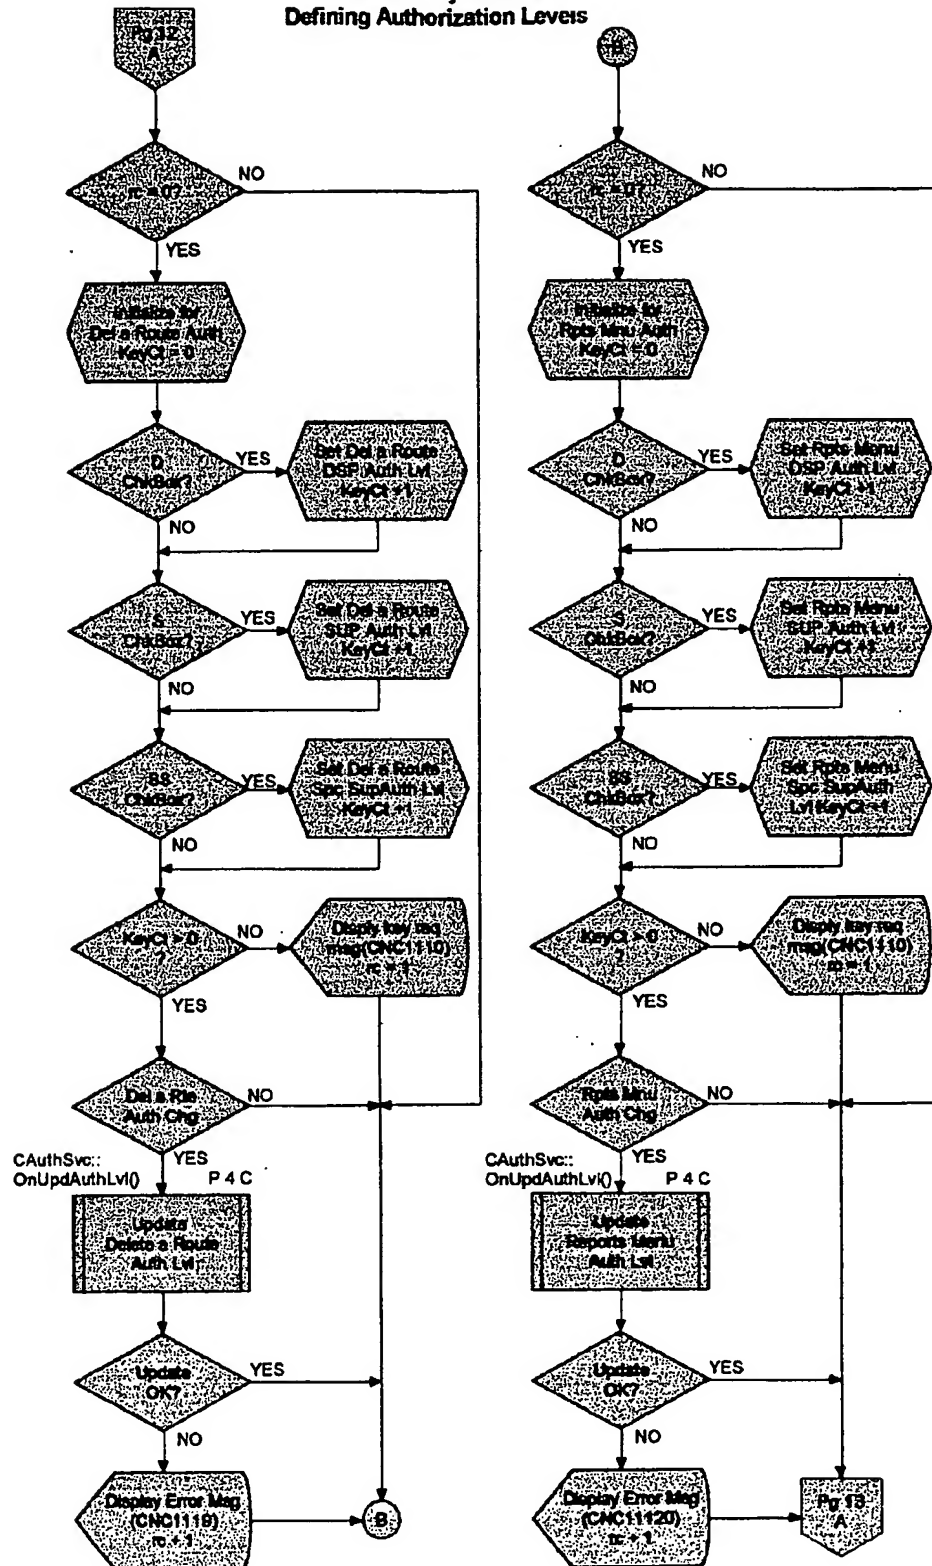 Defining Authorization Levels
Pg 12
A
rc = 0?
NO
YES
Initialize for
Del a Route Auth
KeyCt = 0
D
ChkBox?
YES
Set Del a Route
DSP Auth Lvl
KeyCt +1
NO
S
ChkBox?
YES
Set Del a Route
SUP Auth Lvl
KeyCt +1
NO
SS
ChkBox?
YES
Set Del a Route
Spc SupAuth Lvl
KeyCt +1
NO
KeyCt > 0
?
NO
Disply key req
msg(CNC1110)
rc = 1
YES
Del a Rte
Auth Chg
NO
YES
CAuthSvc::
OnUpdAuthLvl()
P 4 C
Update
Delete a Route
Auth Lvl
Update
OK?
YES
NO
Display Error Msg
(CNC1119)
rc + 1
B
B
rc = 0?
NO
YES
Initialize for
Rpts Mnu Auth
KeyCt = 0
D
ChkBox?
YES
Set Rpts Menu
DSP Auth Lvl
KeyCt +1
NO
S
ChkBox?
YES
Set Rpts Menu
SUP Auth Lvl
KeyCt +1
NO
SS
ChkBox?
YES
Set Rpts Menu
Spc SupAuth
Lvl KeyCt +1
NO
KeyCt > 0
?
NO
Disply key req
msg(CNC1110)
rc = 1
YES
Rpts Mnu
Auth Chg
NO
YES
CAuthSvc::
OnUpdAuthLvl()
P 4 C
Update
Reports Menu
Auth Lvl
Update
OK?
YES
NO
Display Error Msg
(CNC11120)
rc + 1
Pg 13
A